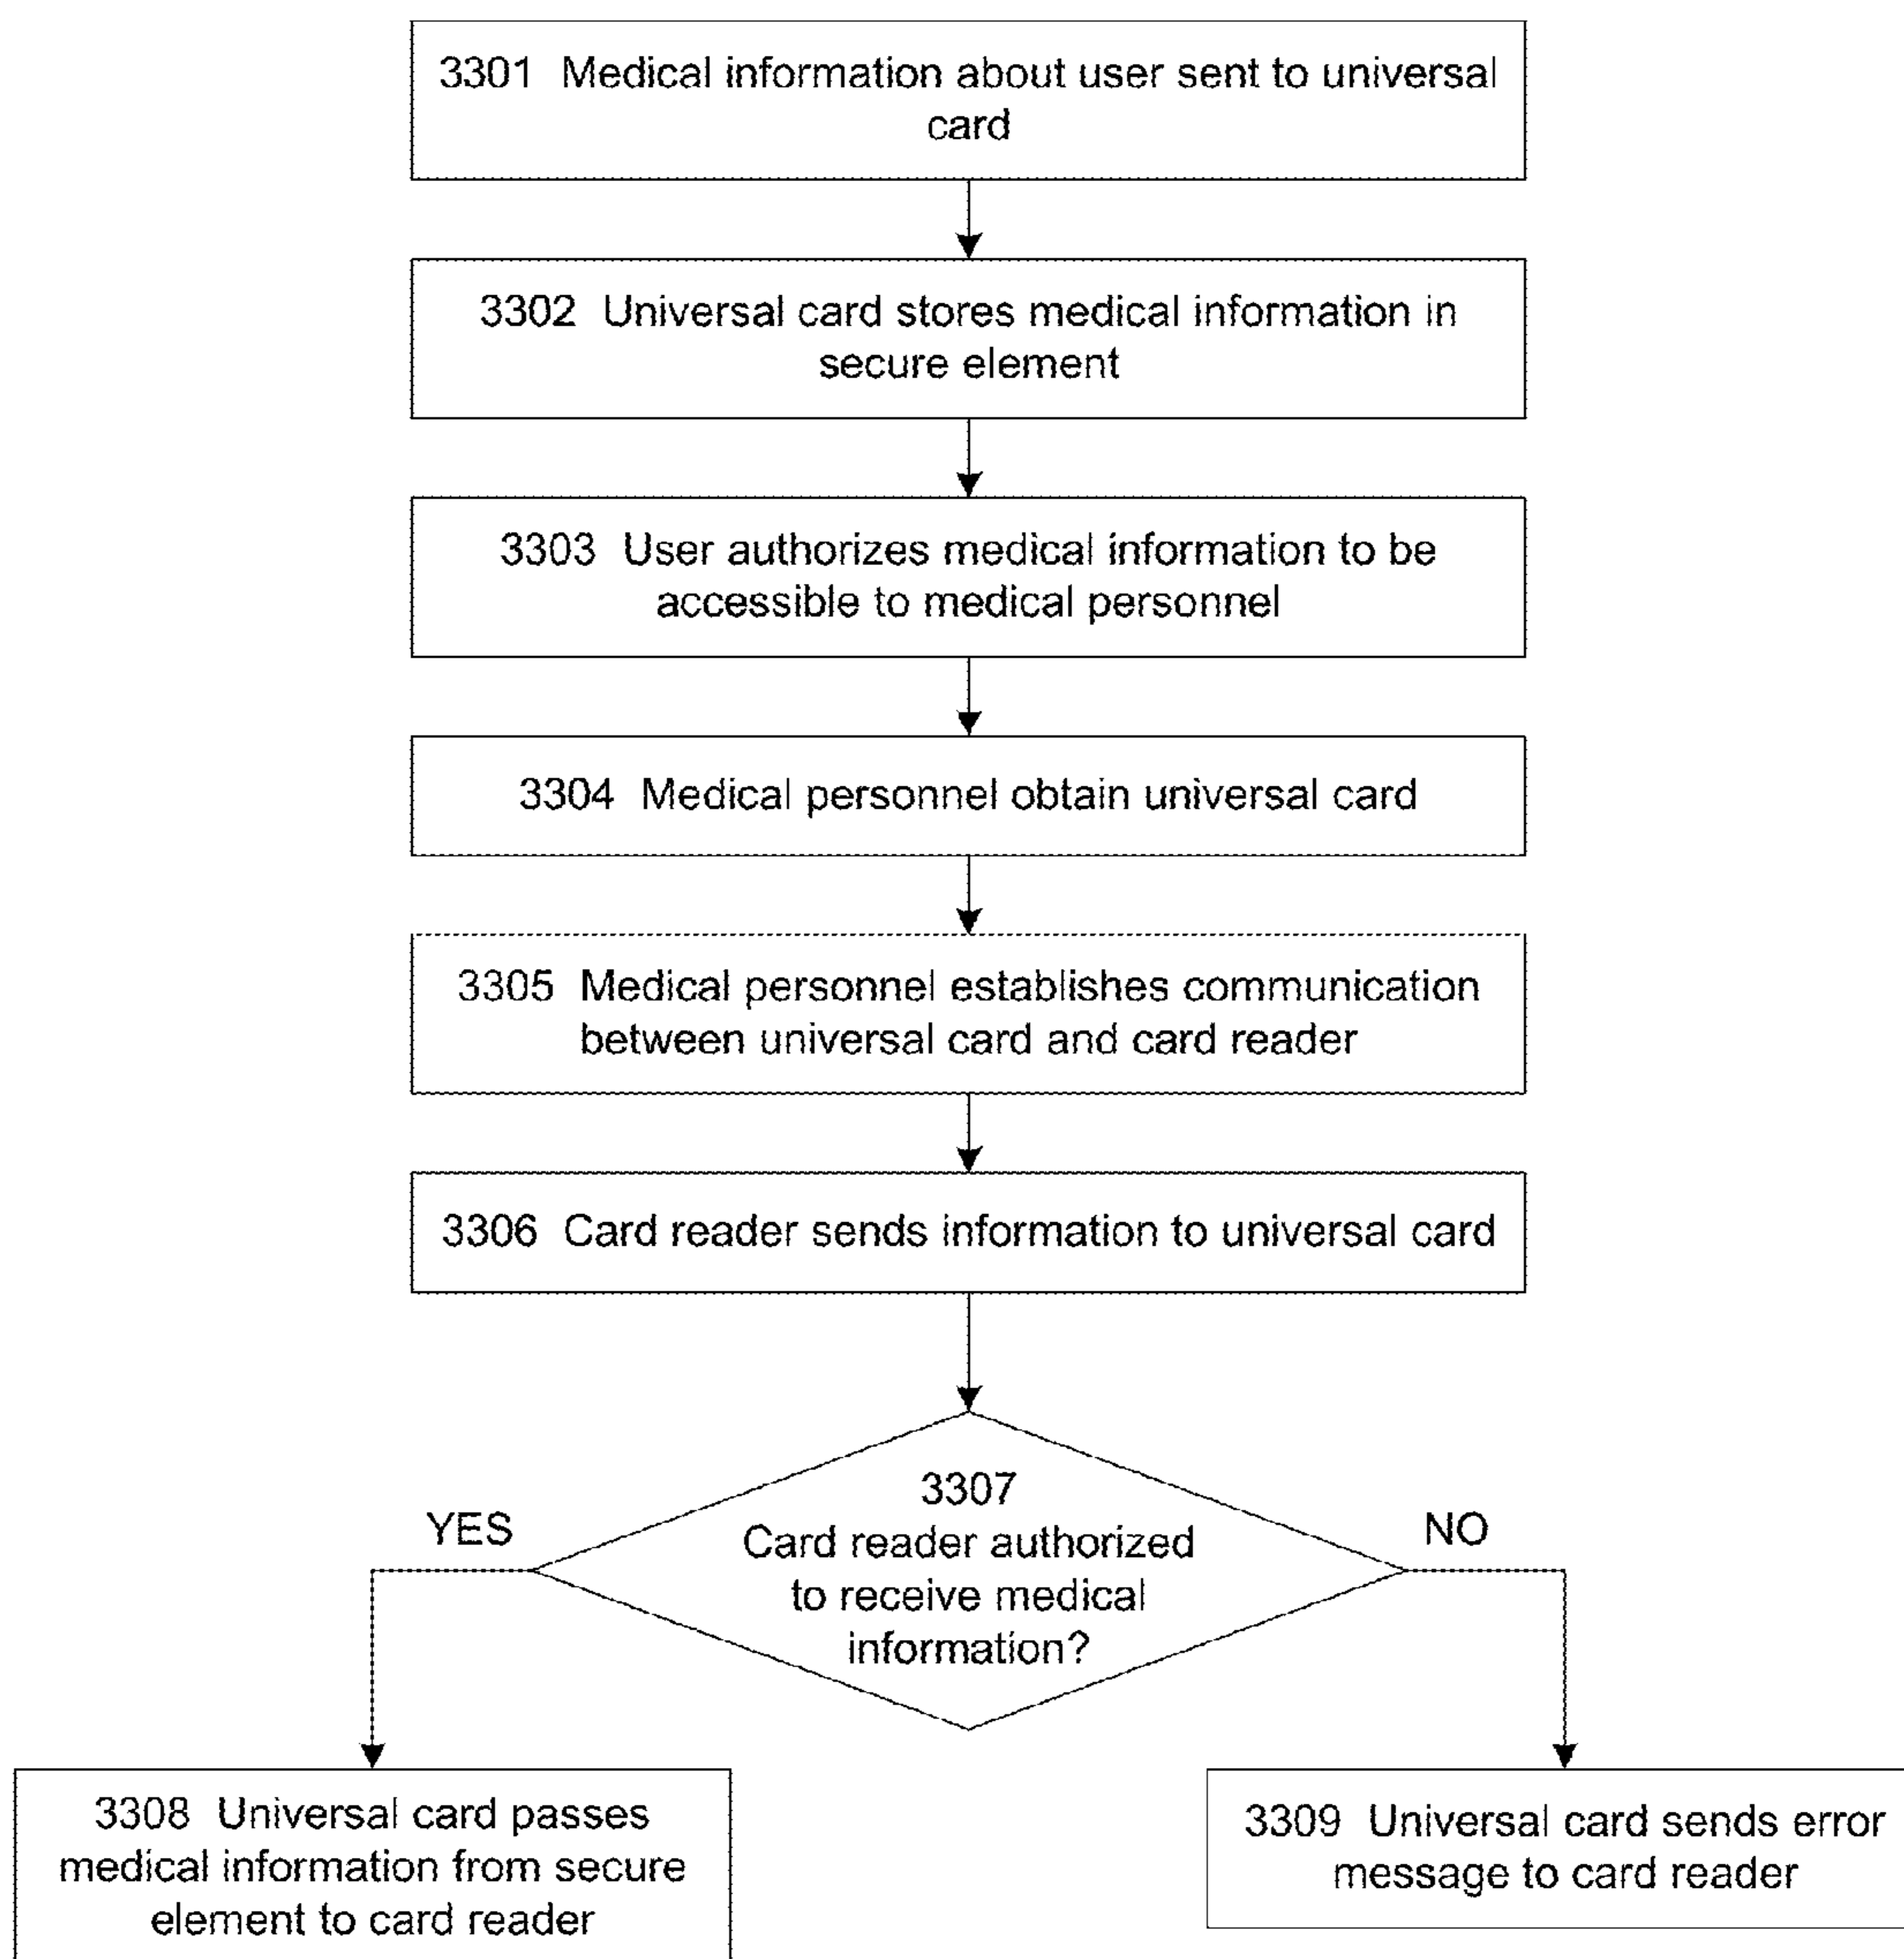 3301 Medical information about user sent to universal
card
3302 Universal card stores medical information in
secure element
3303 User authorizes medical information to be
accessible to medical personnel
3304 Medical personnel obtain universal card
3305 Medical personnel establishes communication
between universal card and card reader
3306 Card reader sends information to universal card
3307
Card reader authorized
to receive medical
information?
YES
NO
3308 Universal card passes
medical information from secure
element to card reader
3309 Universal card sends error
message to card reader